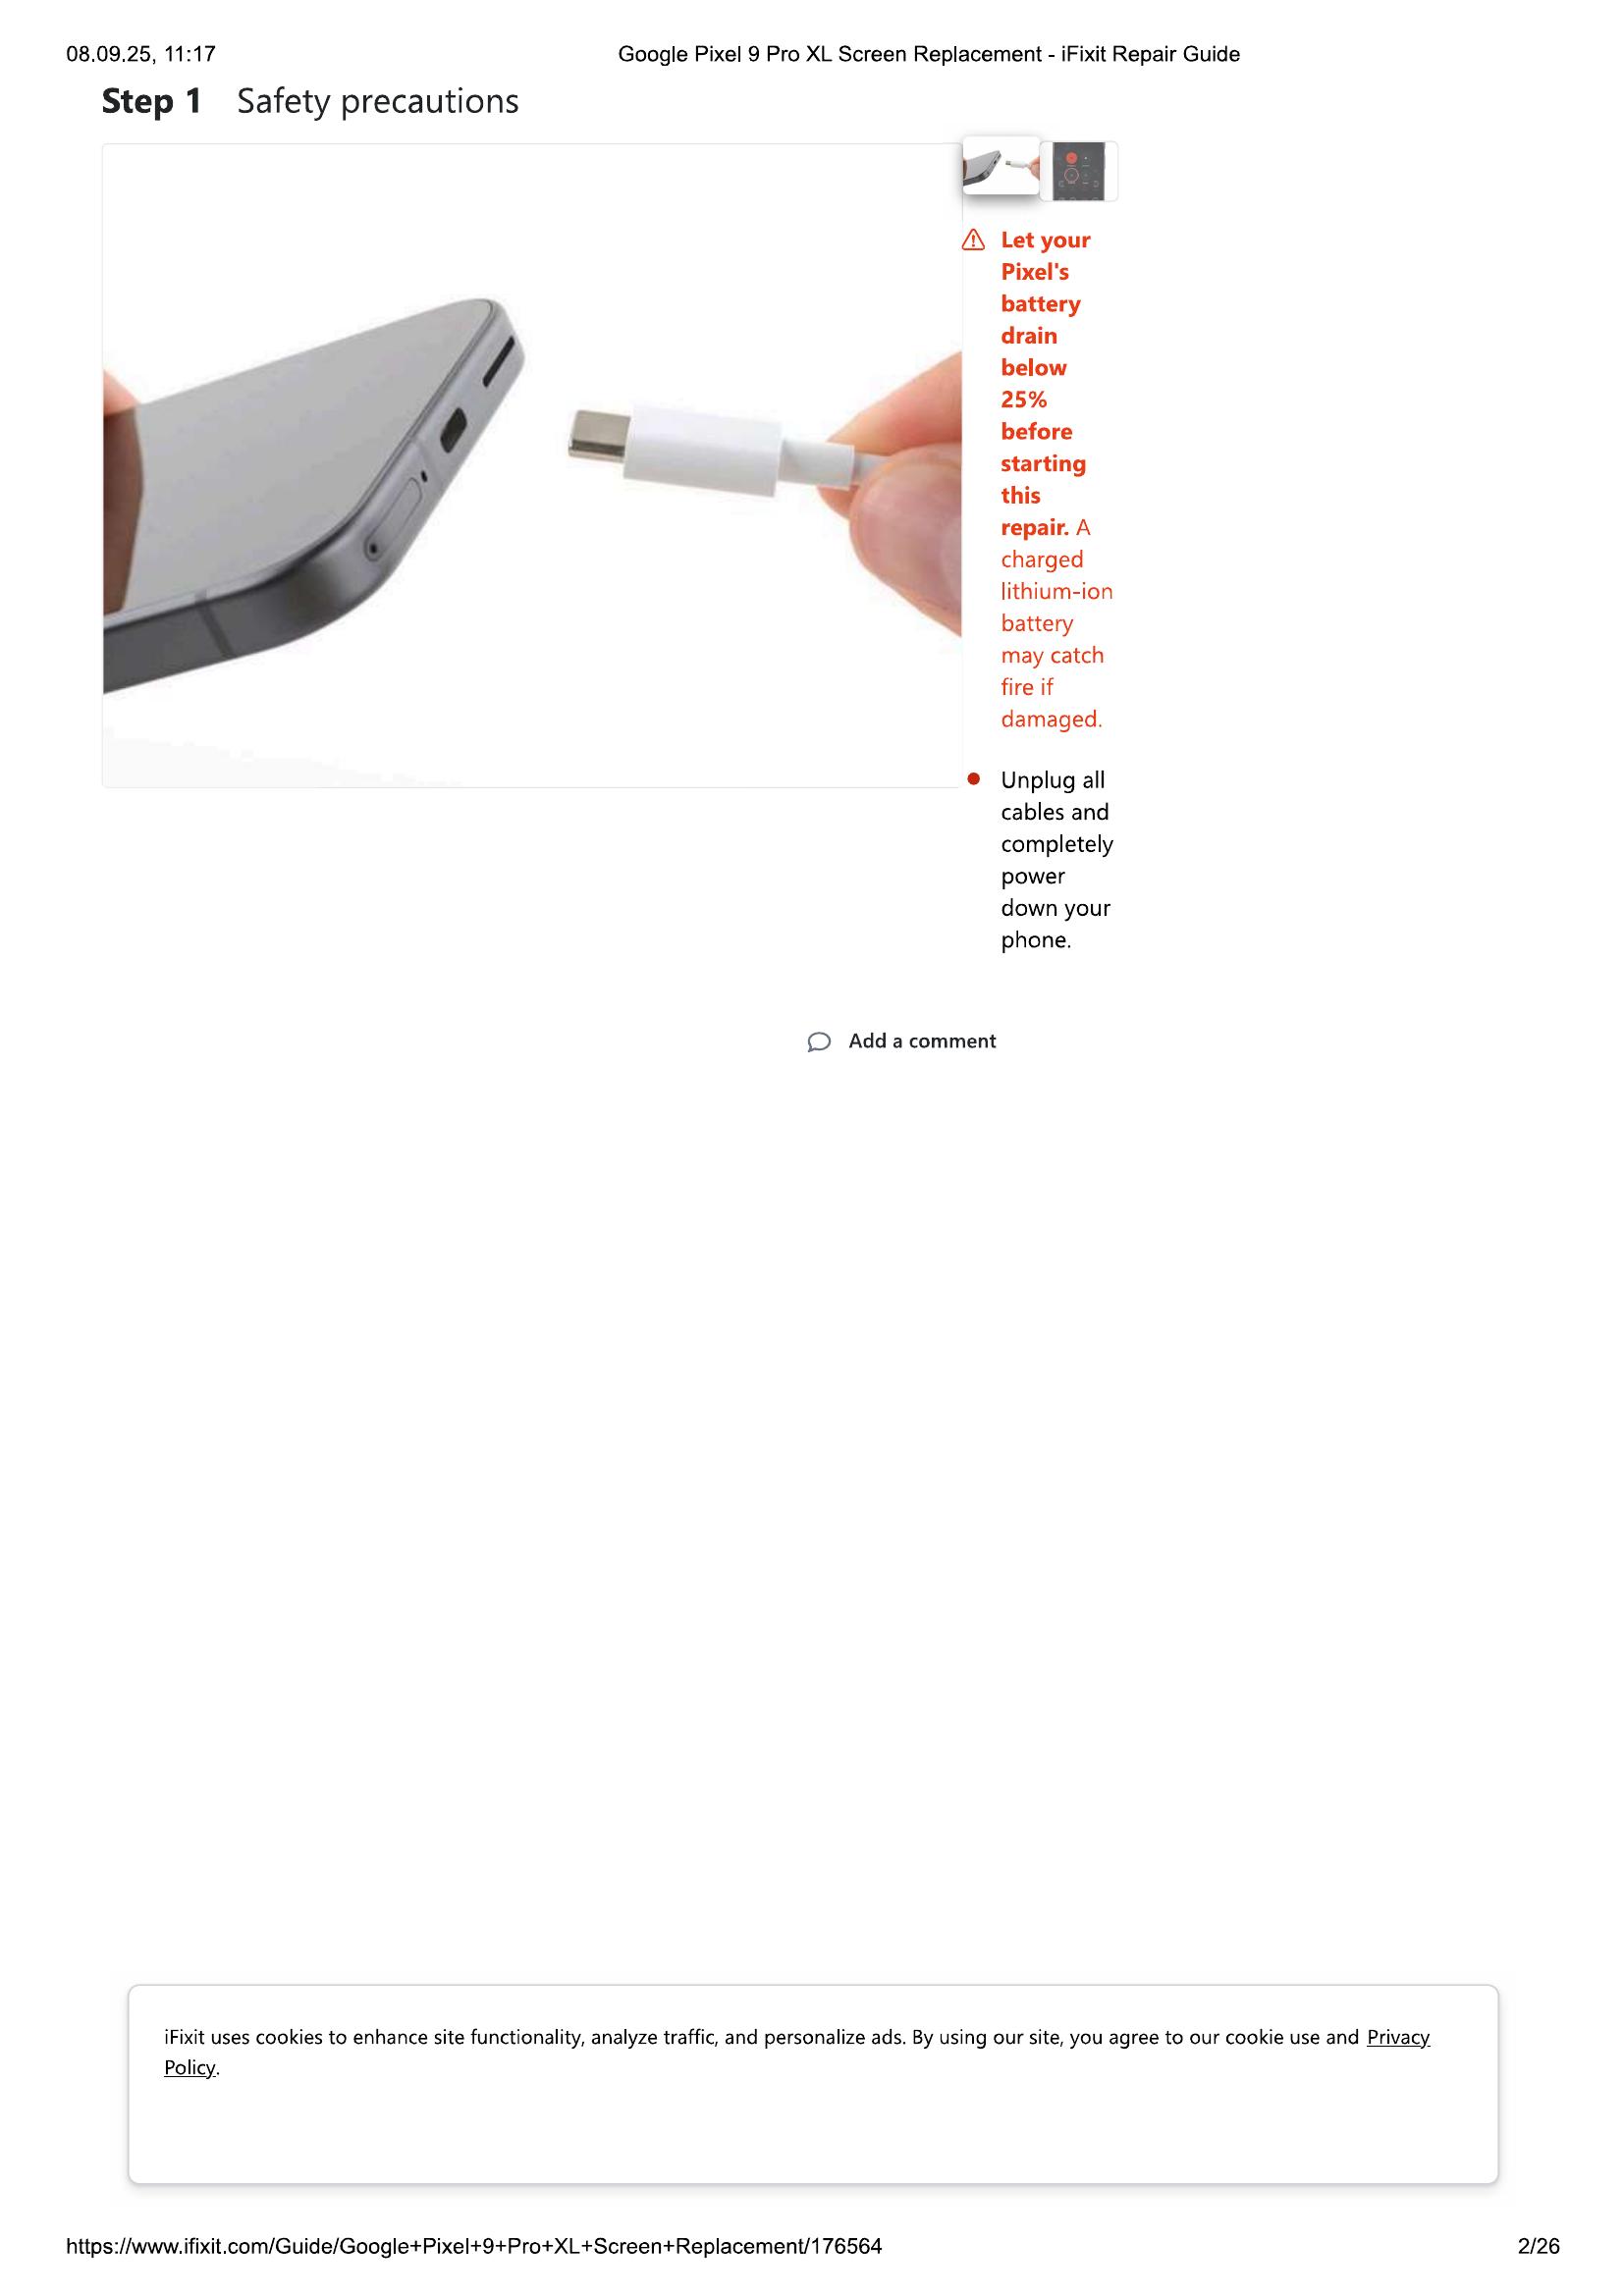 08.09.25, 11:17
Google Pixel 9 Pro XL Screen Replacement - iFixit Repair Guide
Step 1 Safety precautions
Let your
Pixel's
battery
drain
below
25%
before
starting
this
repair. A
charged
lithium-ion
battery
may catch
fire if
damaged.
Unplug all
cables and
completely
power
down your
phone.
Add a comment
iFixit uses cookies to enhance site functionality, analyze traffic, and personalize ads. By using our site, you agree to our cookie use and Privacy
Policy.
https://www.ifixit.com/Guide/Google+Pixel+9+Pro+XL+Screen+Replacement/176564
2/26